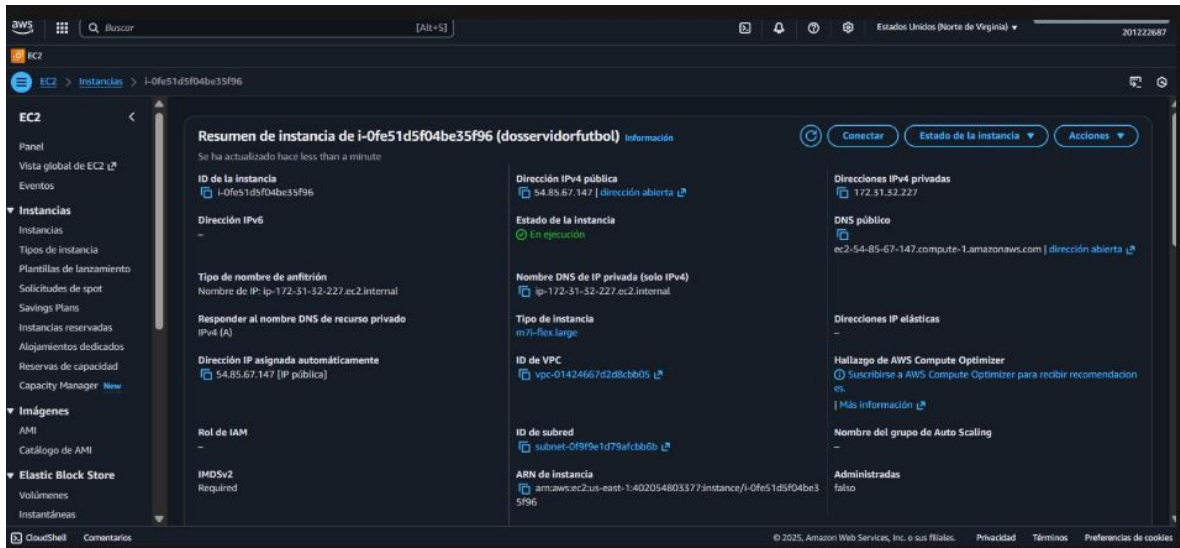 aws
Buscar
[Alt+S]
Estados Unidos (Norte de Virginia)
201222687
EC2
EC2 > Instancias > i-0fe51d5f04be35f96
EC2
Panel
Vista global de EC2
Eventos
Instancias
Instancias
Tipos de instancia
Plantillas de lanzamiento
Solicitudes de spot
Savings Plans
Instancias reservadas
Alojamientos dedicados
Reservas de capacidad
Capacity Manager New
Imágenes
AMI
Catálogo de AMI
Elastic Block Store
Volúmenes
Instantáneas
Resumen de instancia de i-0fe51d5f04be35f96 (dosservidorfutbol) Información
Conectar
Estado de la instancia
Acciones
Se ha actualizado hace less than a minute
ID de la instancia
i-0fe51d5f04be35f96
Dirección IPv4 pública
54.85.67.147 | dirección abierta
Direcciones IPv4 privadas
172.31.32.227
Dirección IPv6
–
Estado de la instancia
En ejecución
DNS público
ec2-54-85-67-147.compute-1.amazonaws.com | dirección abierta
Tipo de nombre de anfitrión
Nombre de IP: ip-172-31-32-227.ec2.internal
Nombre DNS de IP privada (solo IPv4)
ip-172-31-32-227.ec2.internal
Responder al nombre DNS de recurso privado
IPv4 (A)
Tipo de instancia
m7i-flex.large
Direcciones IP elásticas
–
Dirección IP asignada automáticamente
54.85.67.147 [IP pública]
ID de VPC
vpc-01424667d2d8cbb05
Hallazgo de AWS Compute Optimizer
Suscribirse a AWS Compute Optimizer para recibir recomendacion
es.
| Más información
Rol de IAM
–
ID de subred
subnet-0f9f9e1d79afcbb6b
Nombre del grupo de Auto Scaling
–
IMDSv2
Required
ARN de instancia
arn:aws:ec2:us-east-1:402054803377:instance/i-0fe51d5f04be3
5f96
Administradas
falso
CloudShell
Comentarios
© 2025, Amazon Web Services, Inc. o sus filiales.
Privacidad
Términos
Preferencias de cookies